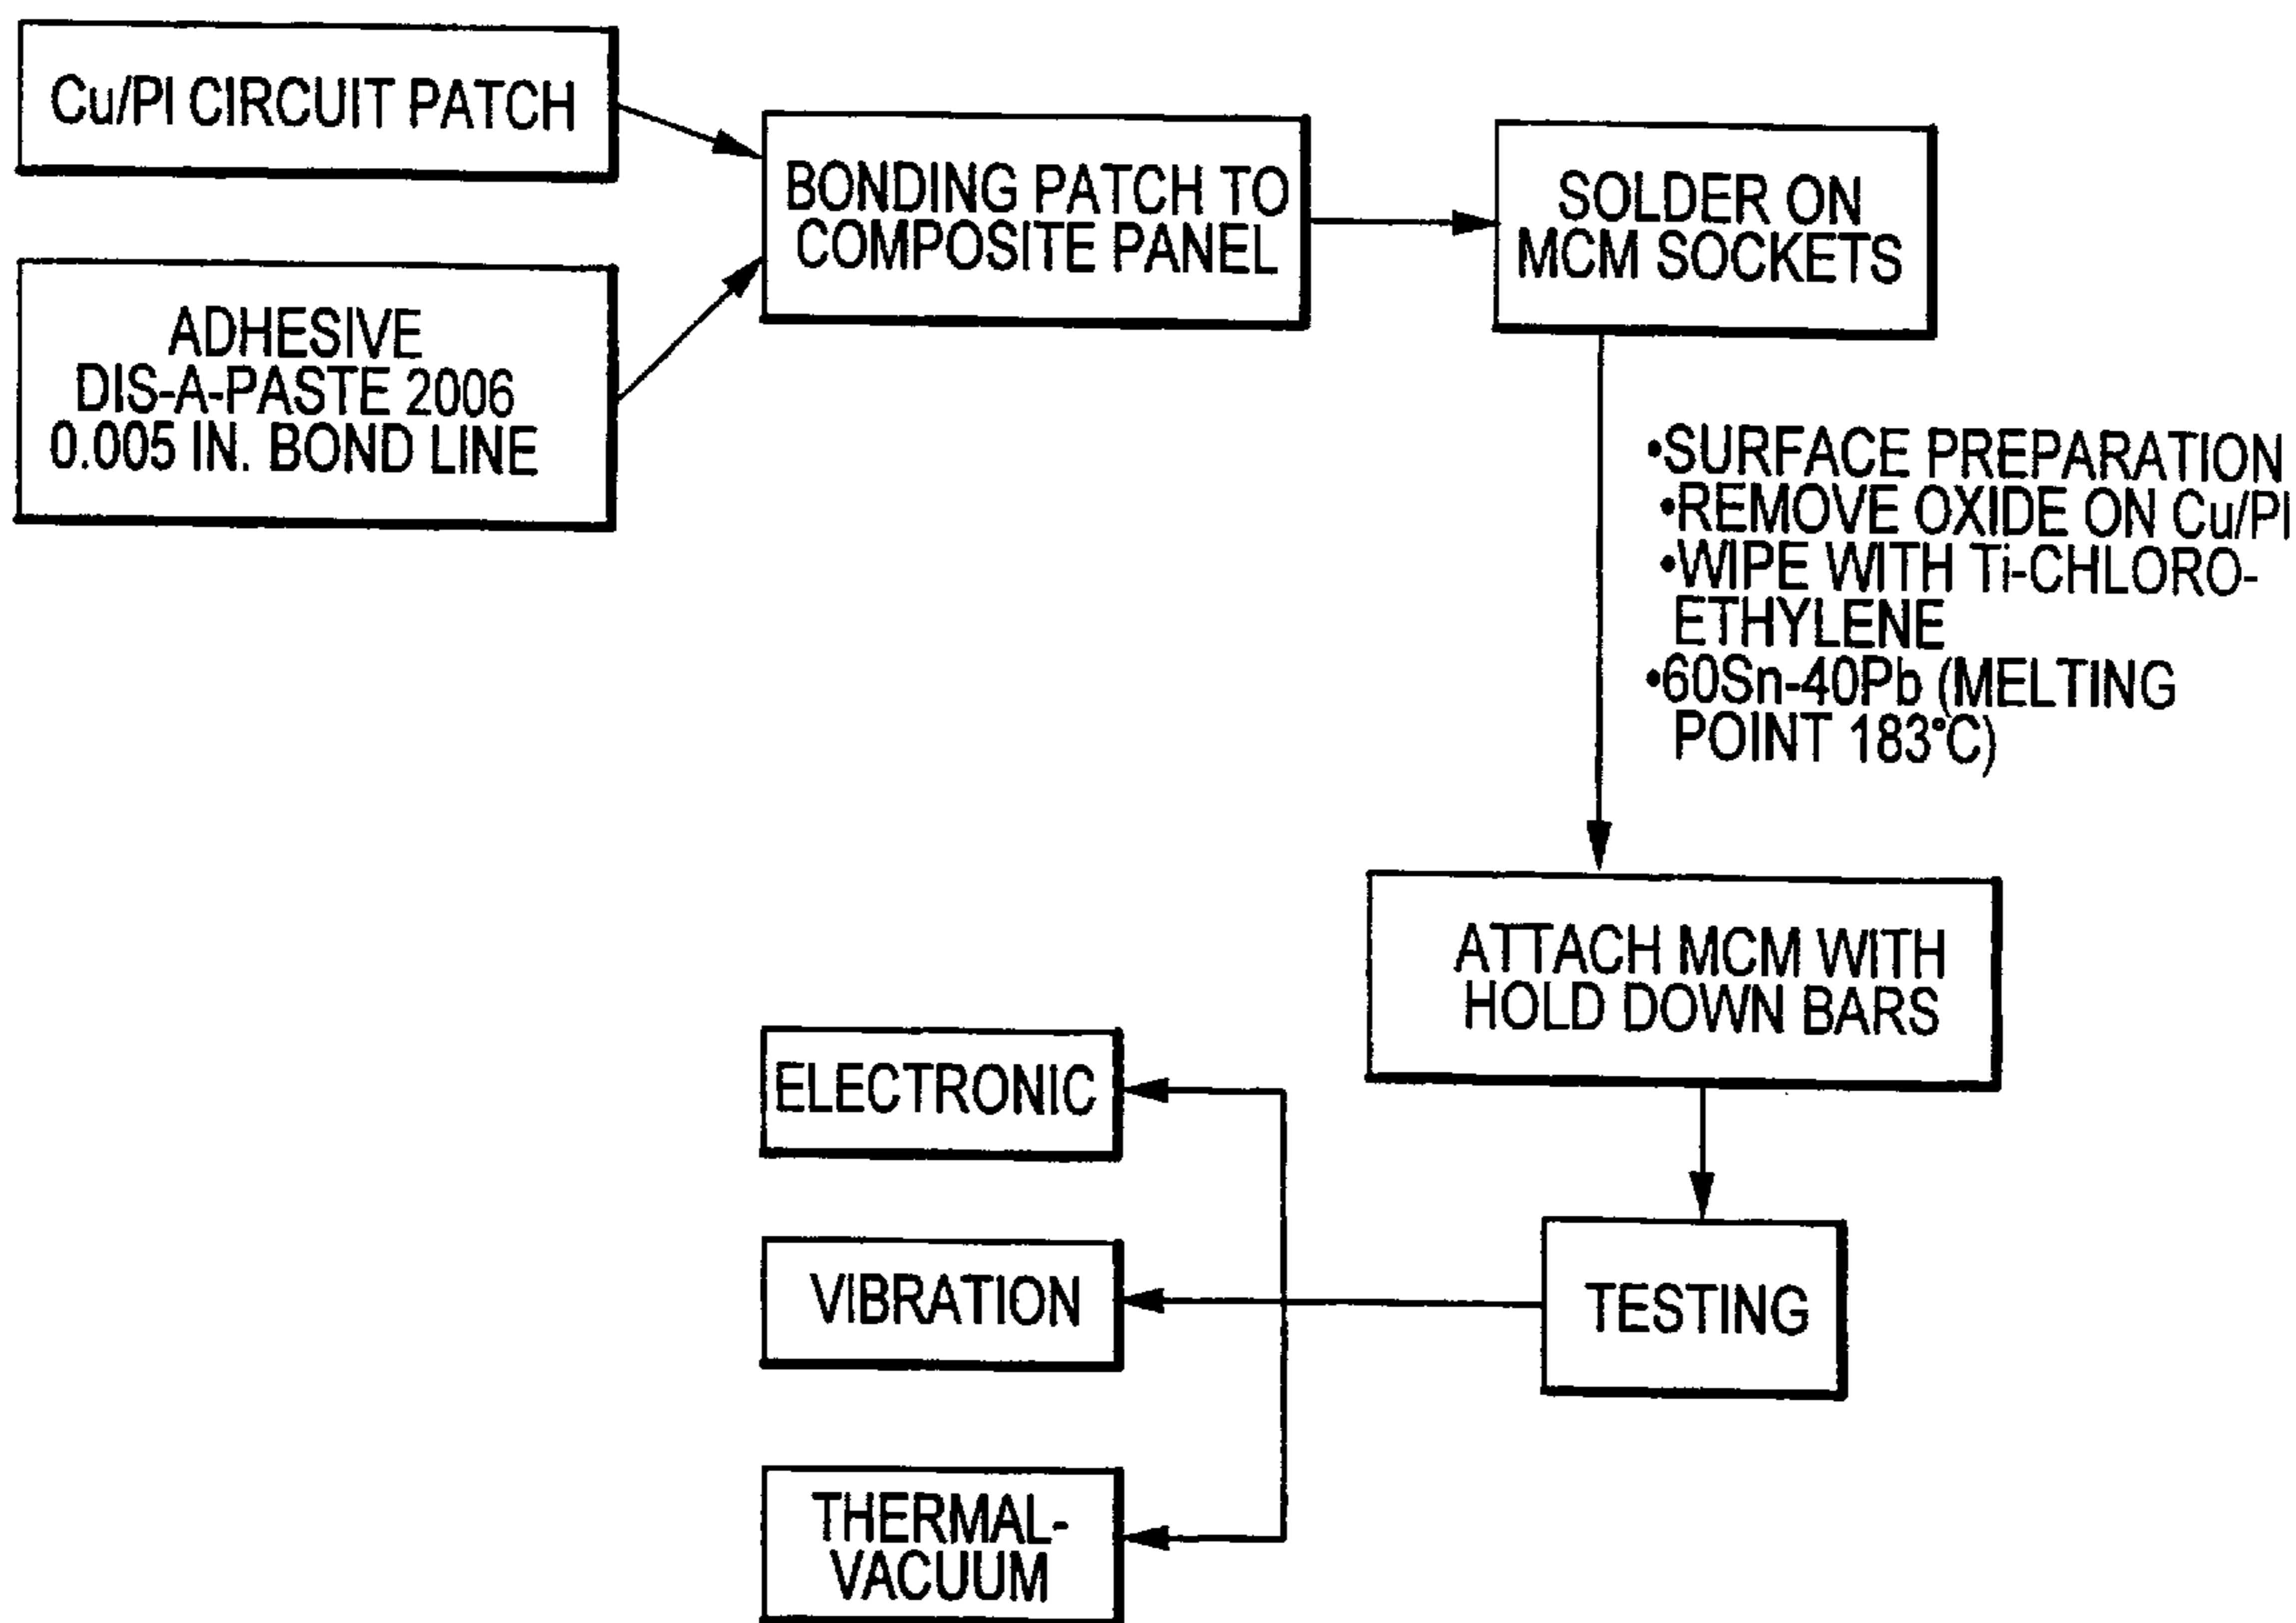 Cu/PI CIRCUIT PATCH
ADHESIVE
DIS-A-PASTE 2006
0.005 IN. BOND LINE
BONDING PATCH TO
COMPOSITE PANEL
SOLDER ON
MCM SOCKETS
•SURFACE PREPARATION
•REMOVE OXIDE ON Cu/PI
•WIPE WITH Ti-CHLORO-
ETHYLENE
•60Sn-40Pb (MELTING
POINT 183°C)
ATTACH MCM WITH
HOLD DOWN BARS
TESTING
ELECTRONIC
VIBRATION
THERMAL-
VACUUM